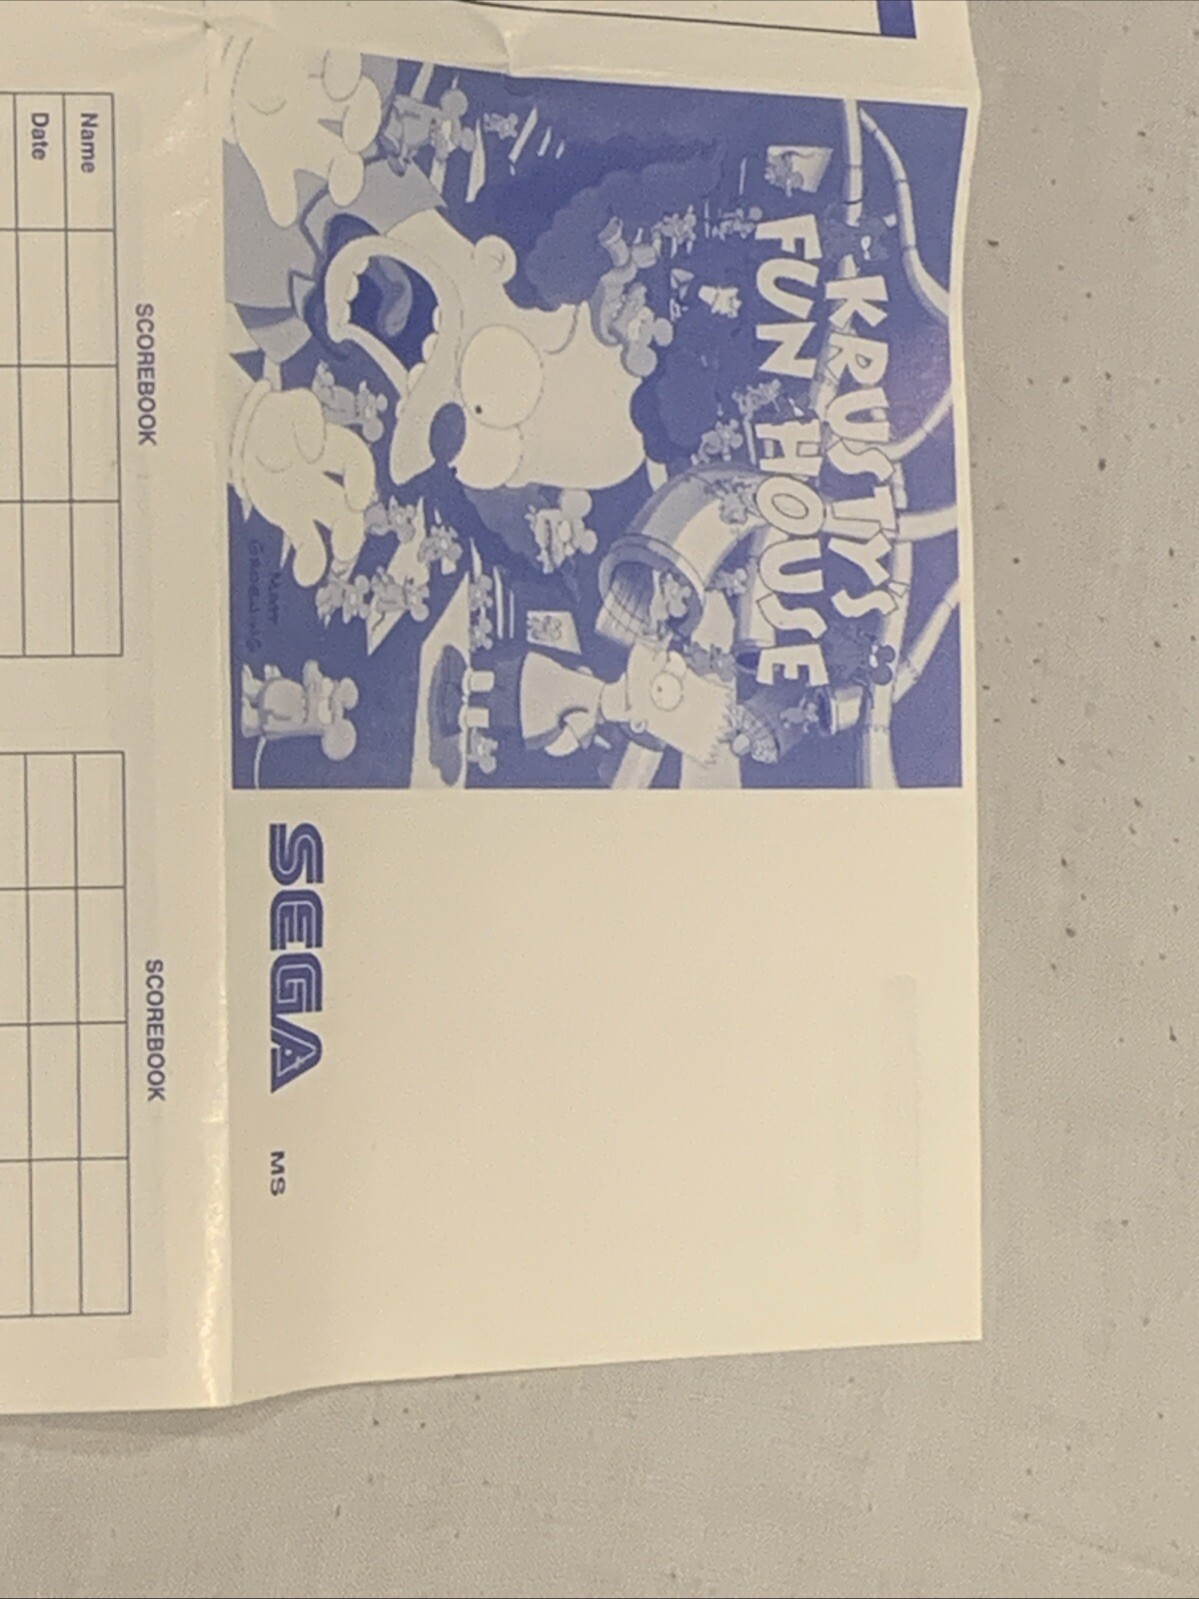 KRUSTY'S
FUN HOUSE
MATT
GROENING
SEGA MS
SCOREBOOK
Name
Date
SCOREBOOK